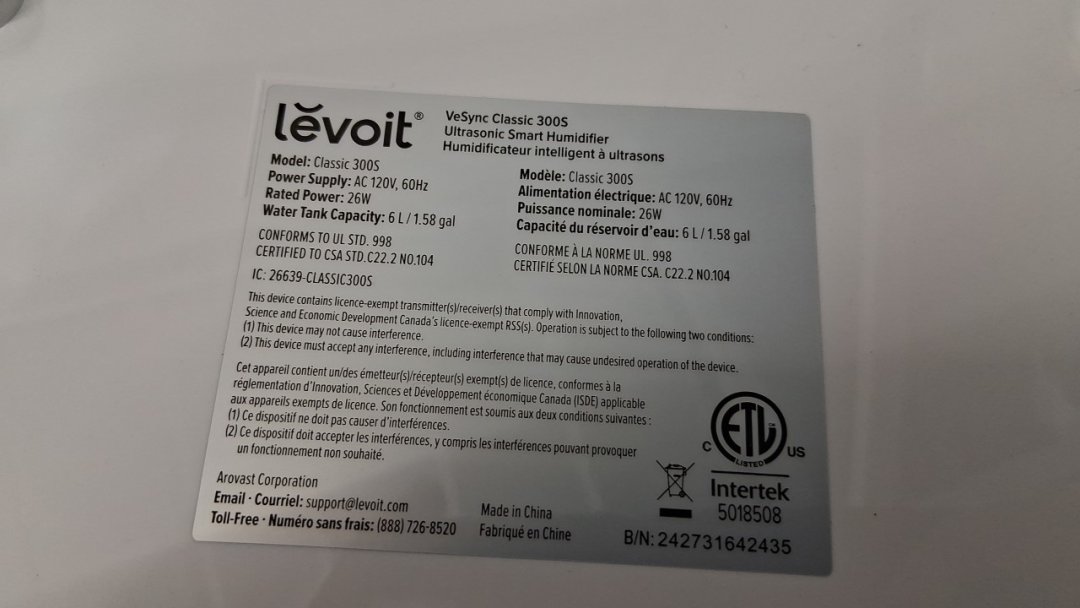 lĕvoit®
VeSync Classic 300S
Ultrasonic Smart Humidifier
Humidificateur intelligent à ultrasons
Model: Classic 300S
Power Supply: AC 120V, 60Hz
Rated Power: 26W
Water Tank Capacity: 6 L / 1.58 gal
CONFORMS TO UL STD. 998
CERTIFIED TO CSA STD.C22.2 NO.104
IC: 26639-CLASSIC300S
Modèle: Classic 300S
Alimentation électrique: AC 120V, 60Hz
Puissance nominale: 26W
Capacité du réservoir d'eau: 6 L / 1.58 gal
CONFORME À LA NORME UL. 998
CERTIFIÉ SELON LA NORME CSA. C22.2 NO.104
This device contains licence-exempt transmitter(s)/receiver(s) that comply with Innovation,
Science and Economic Development Canada's licence-exempt RSS(s). Operation is subject to the following two conditions:
(1) This device may not cause interference.
(2) This device must accept any interference, including interference that may cause undesired operation of the device.
Cet appareil contient un/des émetteur(s)/récepteur(s) exempt(s) de licence, conformes à la
réglementation d'Innovation, Sciences et Développement économique Canada (ISDE) applicable
aux appareils exempts de licence. Son fonctionnement est soumis aux deux conditions suivantes :
(1) Ce dispositif ne doit pas causer d'interférences.
(2) Ce dispositif doit accepter les interférences, y compris les interférences pouvant provoquer
un fonctionnement non souhaité.
Arovast Corporation
Email · Courriel: support@levoit.com
Toll-Free · Numéro sans frais: (888) 726-8520
Made in China
Fabriqué en Chine
C ETL US
LISTED
Intertek
5018508
B/N: 242731642435